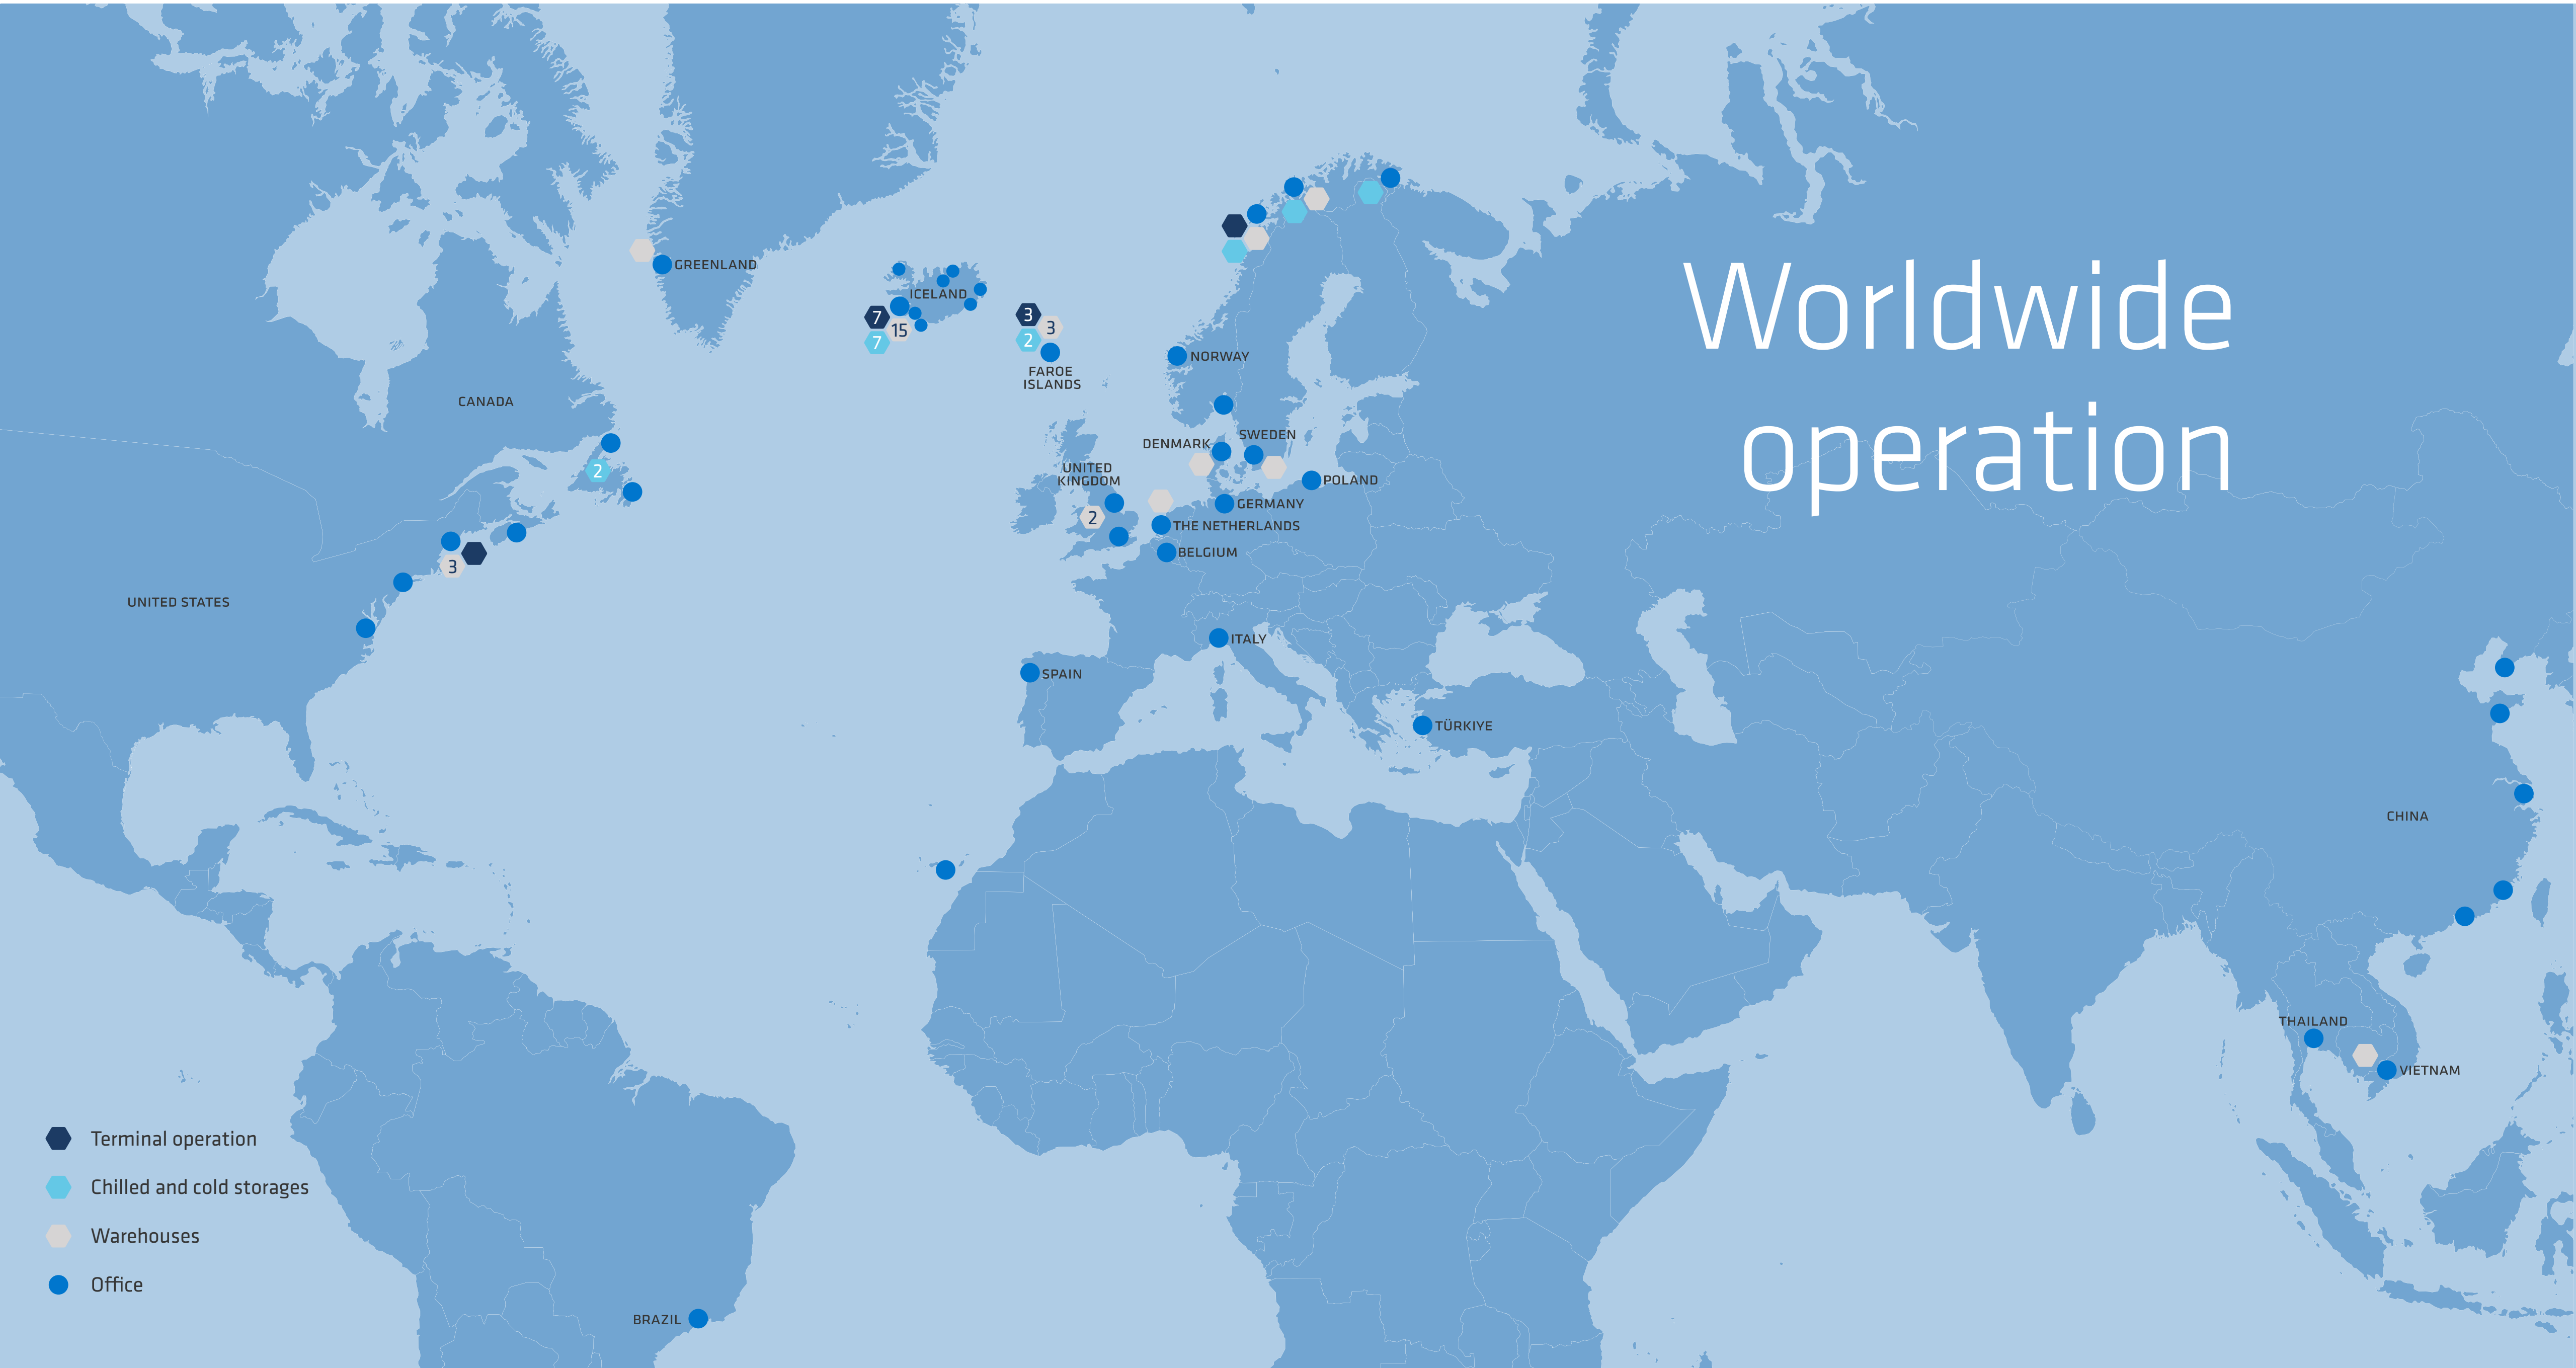 Worldwide
operation
GREENLAND
ICELAND
7
15
7
3
3
2
FAROE
ISLANDS
NORWAY
CANADA
2
DENMARK
SWEDEN
UNITED
KINGDOM
2
POLAND
GERMANY
THE NETHERLANDS
BELGIUM
3
UNITED STATES
ITALY
SPAIN
TÜRKIYE
CHINA
THAILAND
VIETNAM
BRAZIL
Terminal operation
Chilled and cold storages
Warehouses
Office